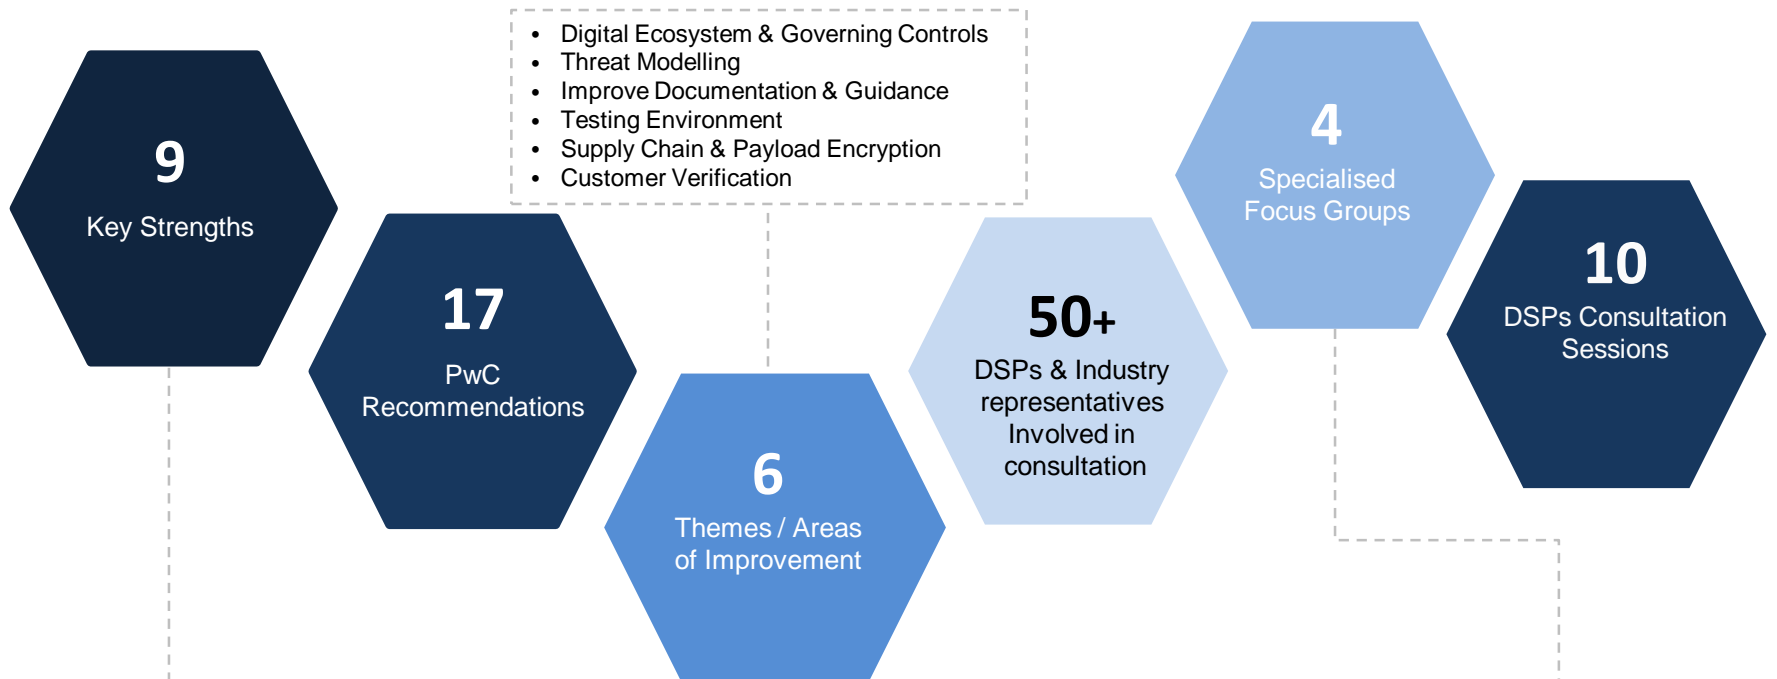 • Digital Ecosystem & Governing Controls
• Threat Modelling
• Improve Documentation & Guidance
• Testing Environment
• Supply Chain & Payload Encryption
• Customer Verification
9
Key Strengths
17
PwC
Recommendations
6
Themes / Areas
of Improvement
50+
DSPs & Industry
representatives
Involved in
consultation
4
Specialised
Focus Groups
10
DSPs Consultation
Sessions